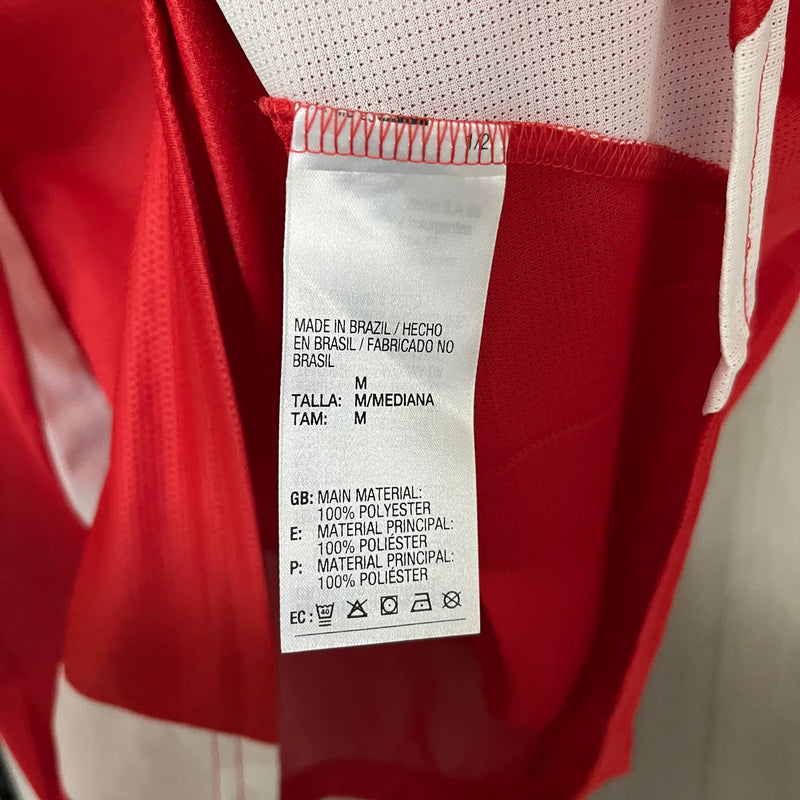 1/2
MADE IN BRAZIL / HECHO
EN BRASIL / FABRICADO NO
BRASIL
M
TALLA: M/MEDIANA
TAM: M
GB: MAIN MATERIAL:
100% POLYESTER
E: MATERIAL PRINCIPAL:
100% POLIÉSTER
P: MATERIAL PRINCIPAL:
100% POLIÉSTER
EC: 40